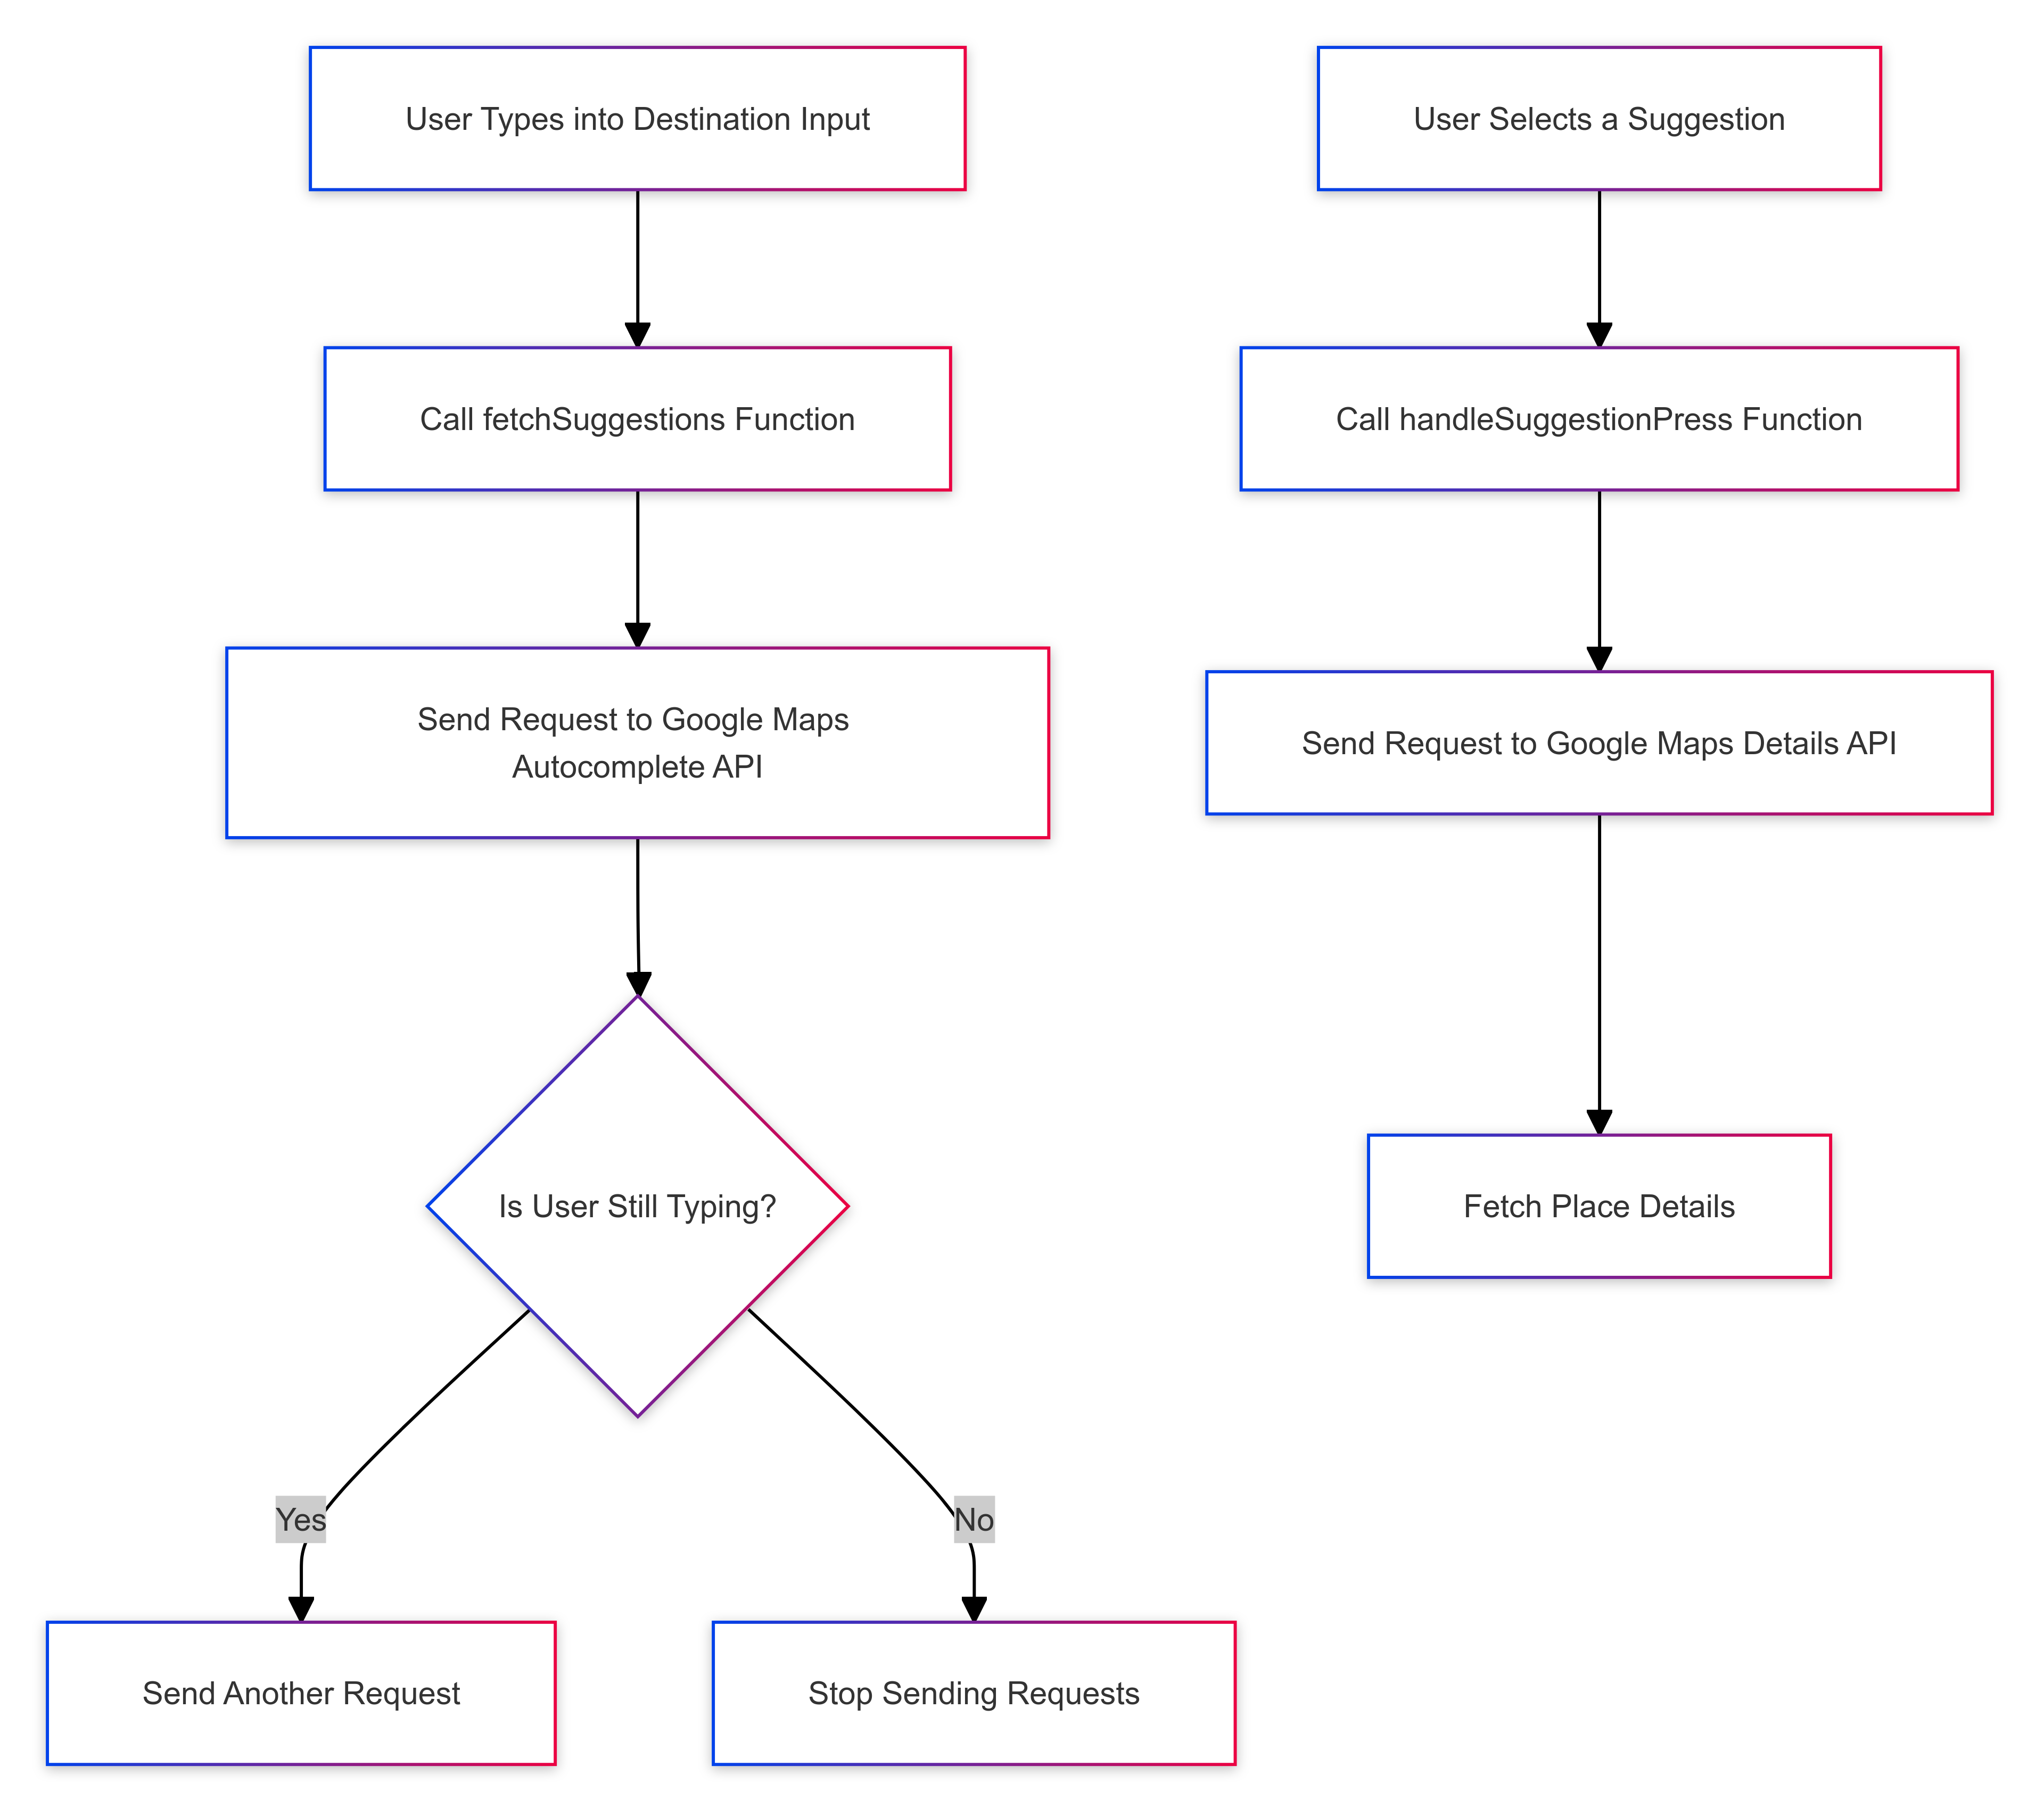 User Types into Destination Input
Call fetchSuggestions Function
Send Request to Google Maps
Autocomplete API
Is User Still Typing?
Yes
No
Send Another Request
Stop Sending Requests
User Selects a Suggestion
Call handleSuggestionPress Function
Send Request to Google Maps Details API
Fetch Place Details